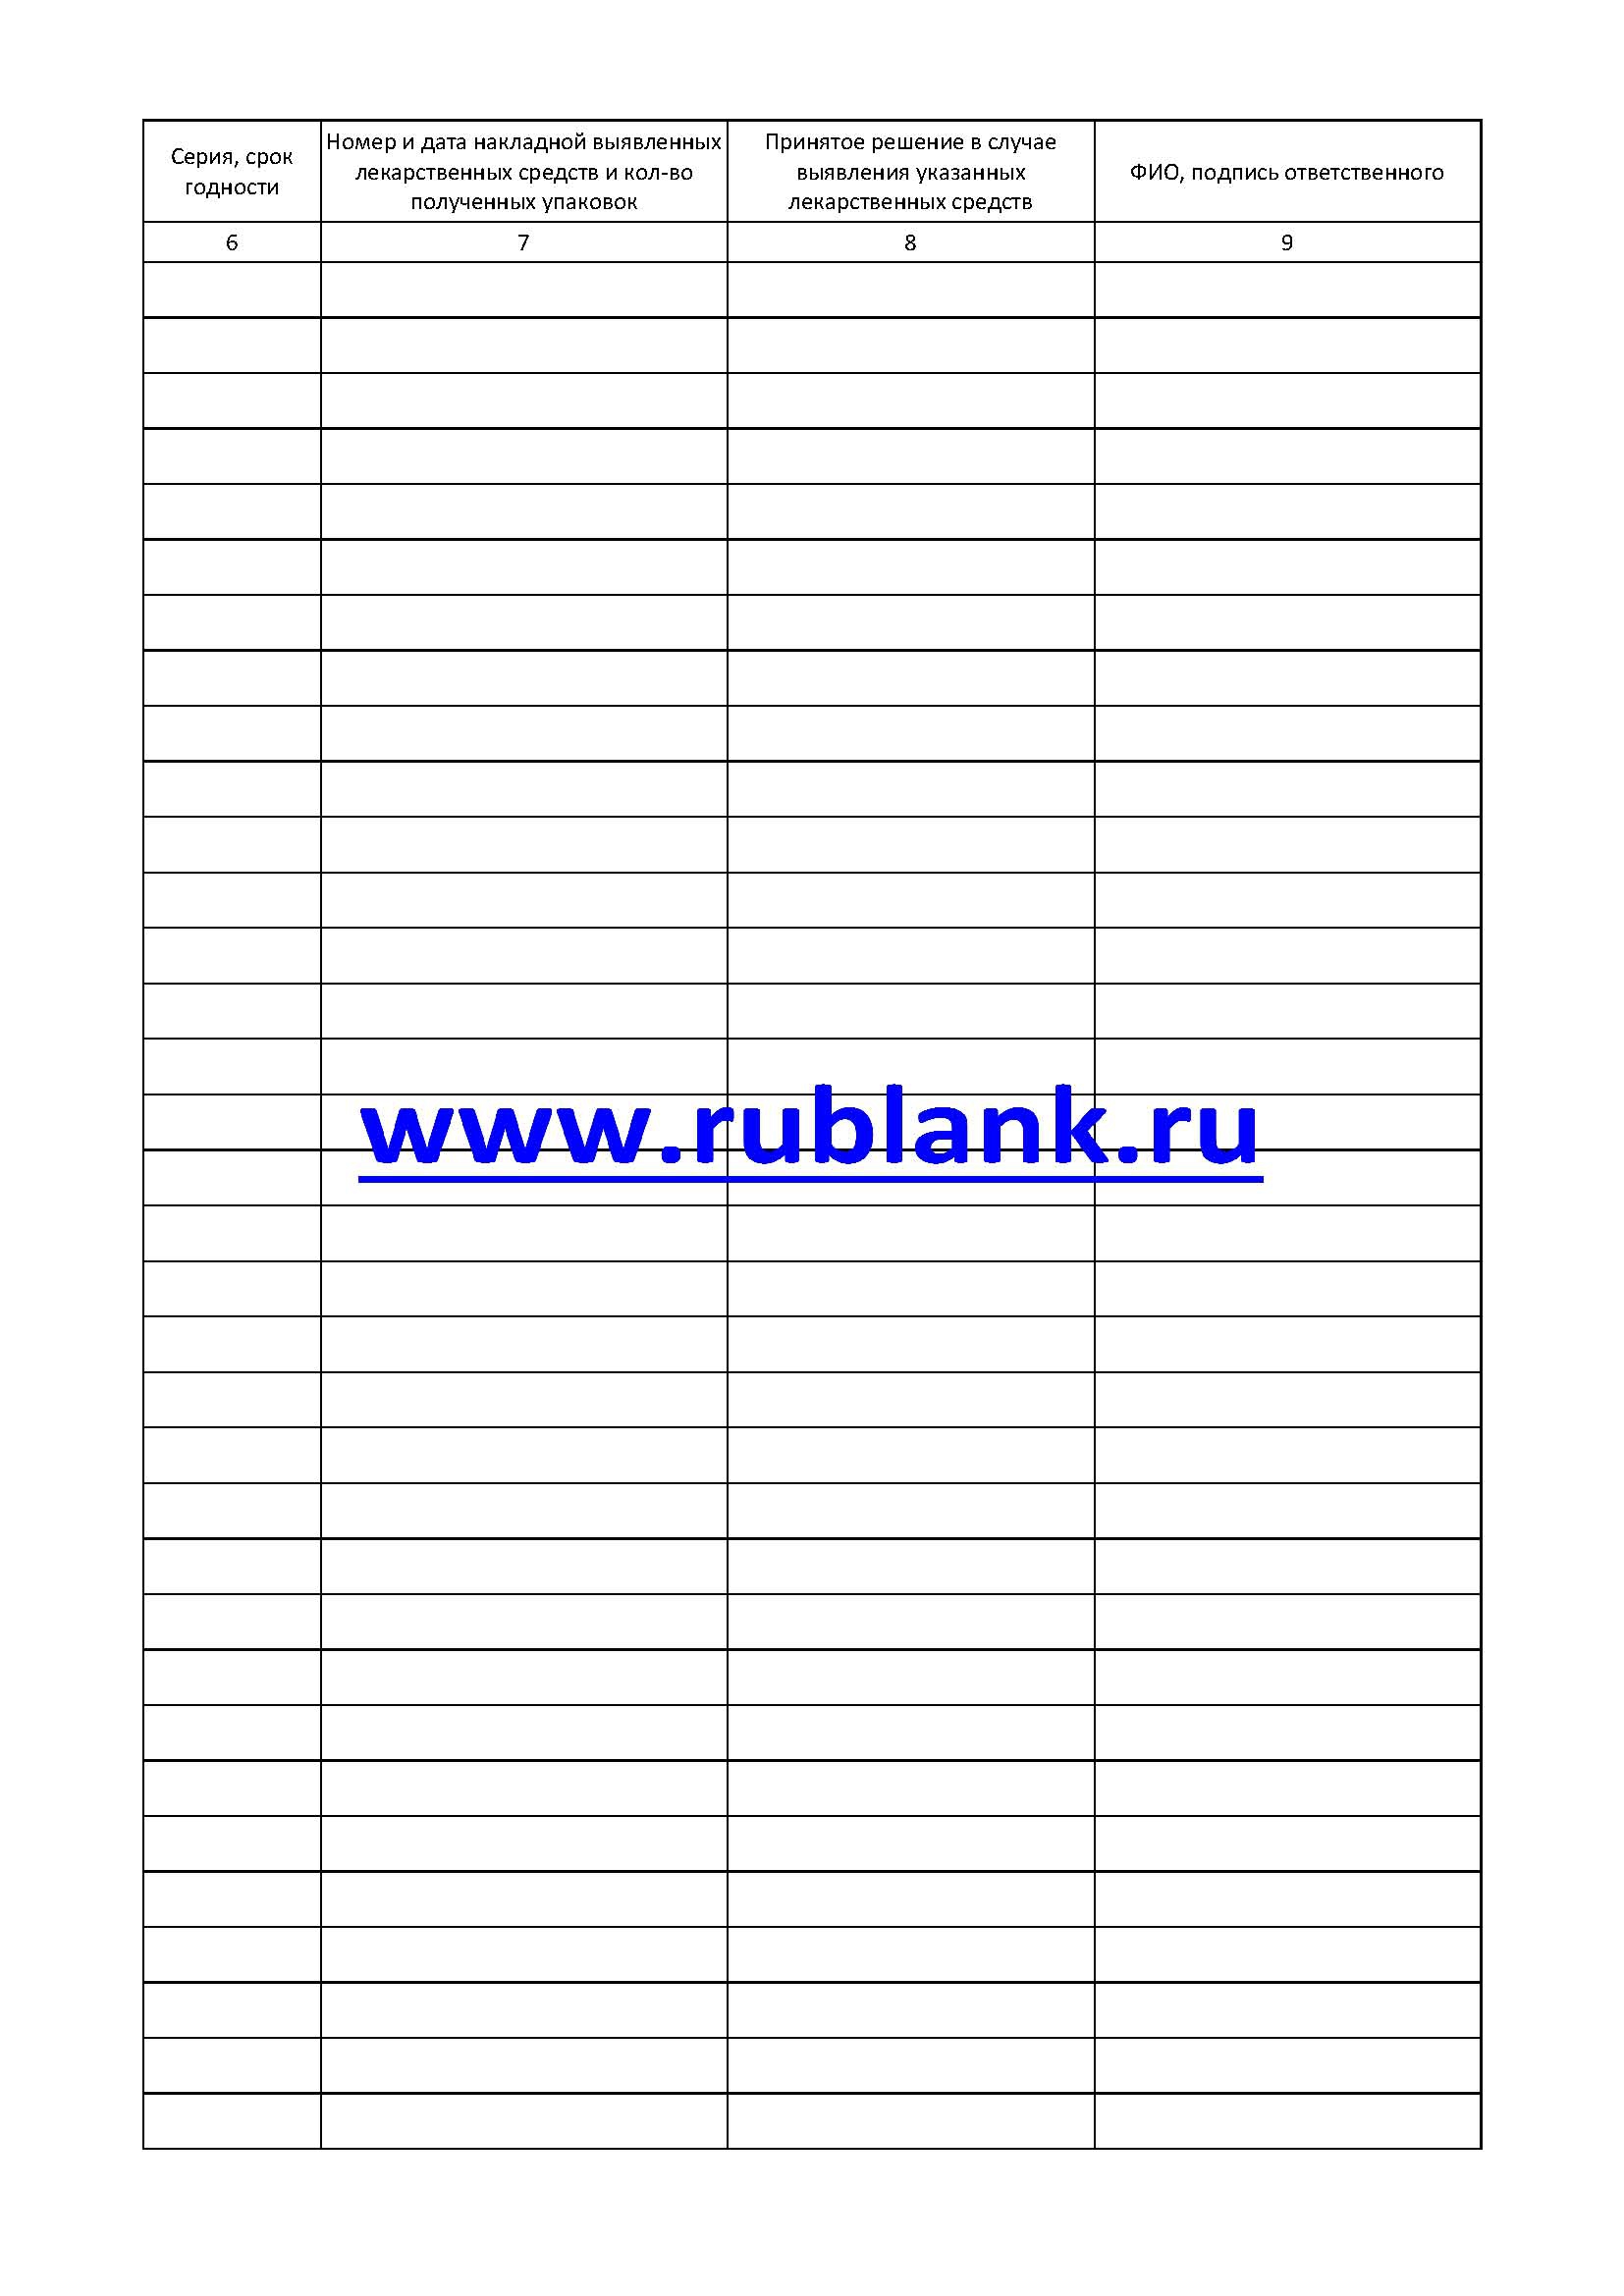 Серия, срок
годности
Номер и дата накладной выявленных
лекарственных средств и кол-во
полученных упаковок
Принятое решение в случае
выявления указанных
лекарственных средств
ФИО, подпись ответственного
6 7 8 9
www.rublank.ru